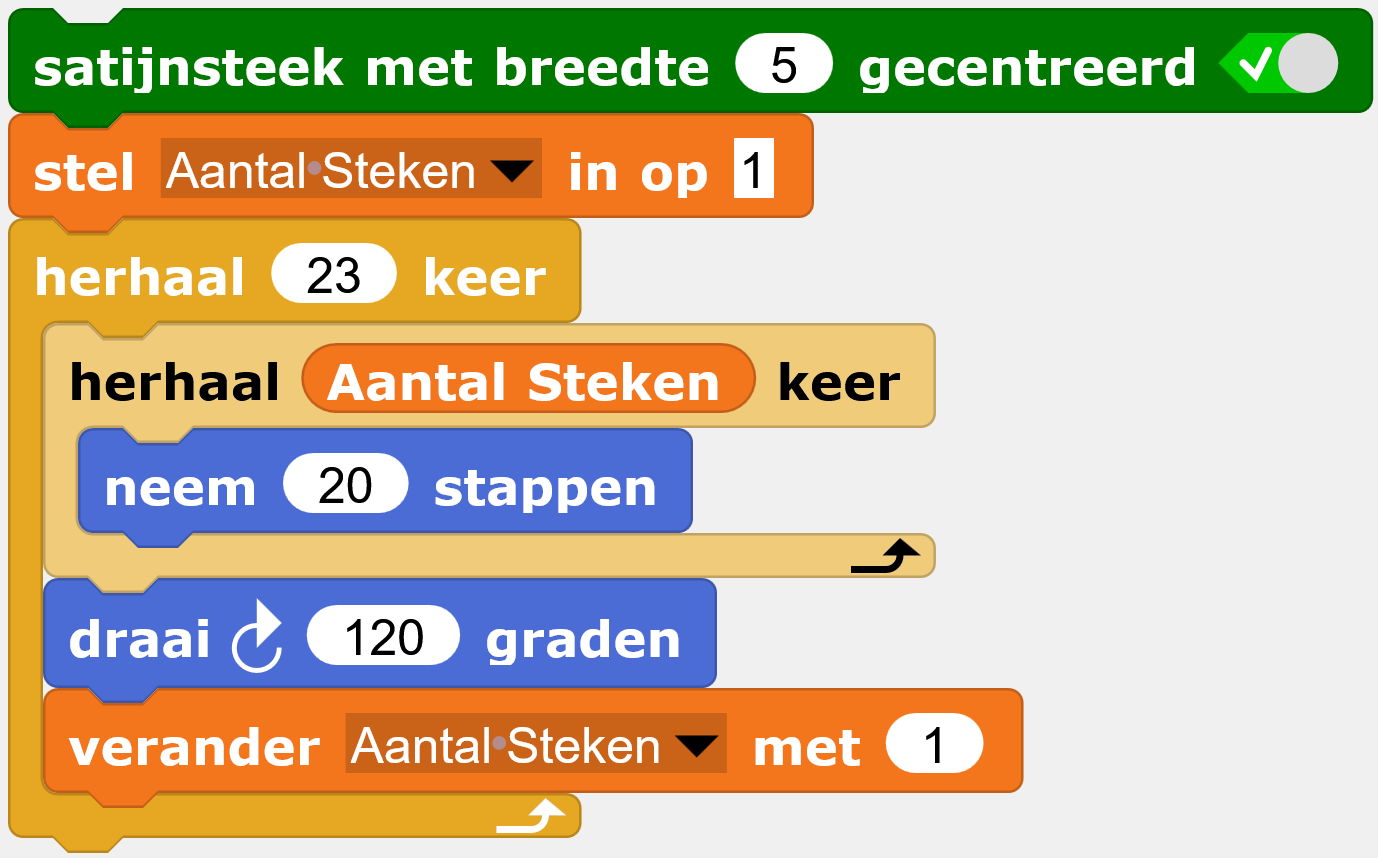 satijnsteek met breedte 5 gecentreerd
stel Aantal Steken in op 1
herhaal 23 keer
herhaal Aantal Steken keer
neem 20 stappen
draai 120 graden
verander Aantal Steken met 1